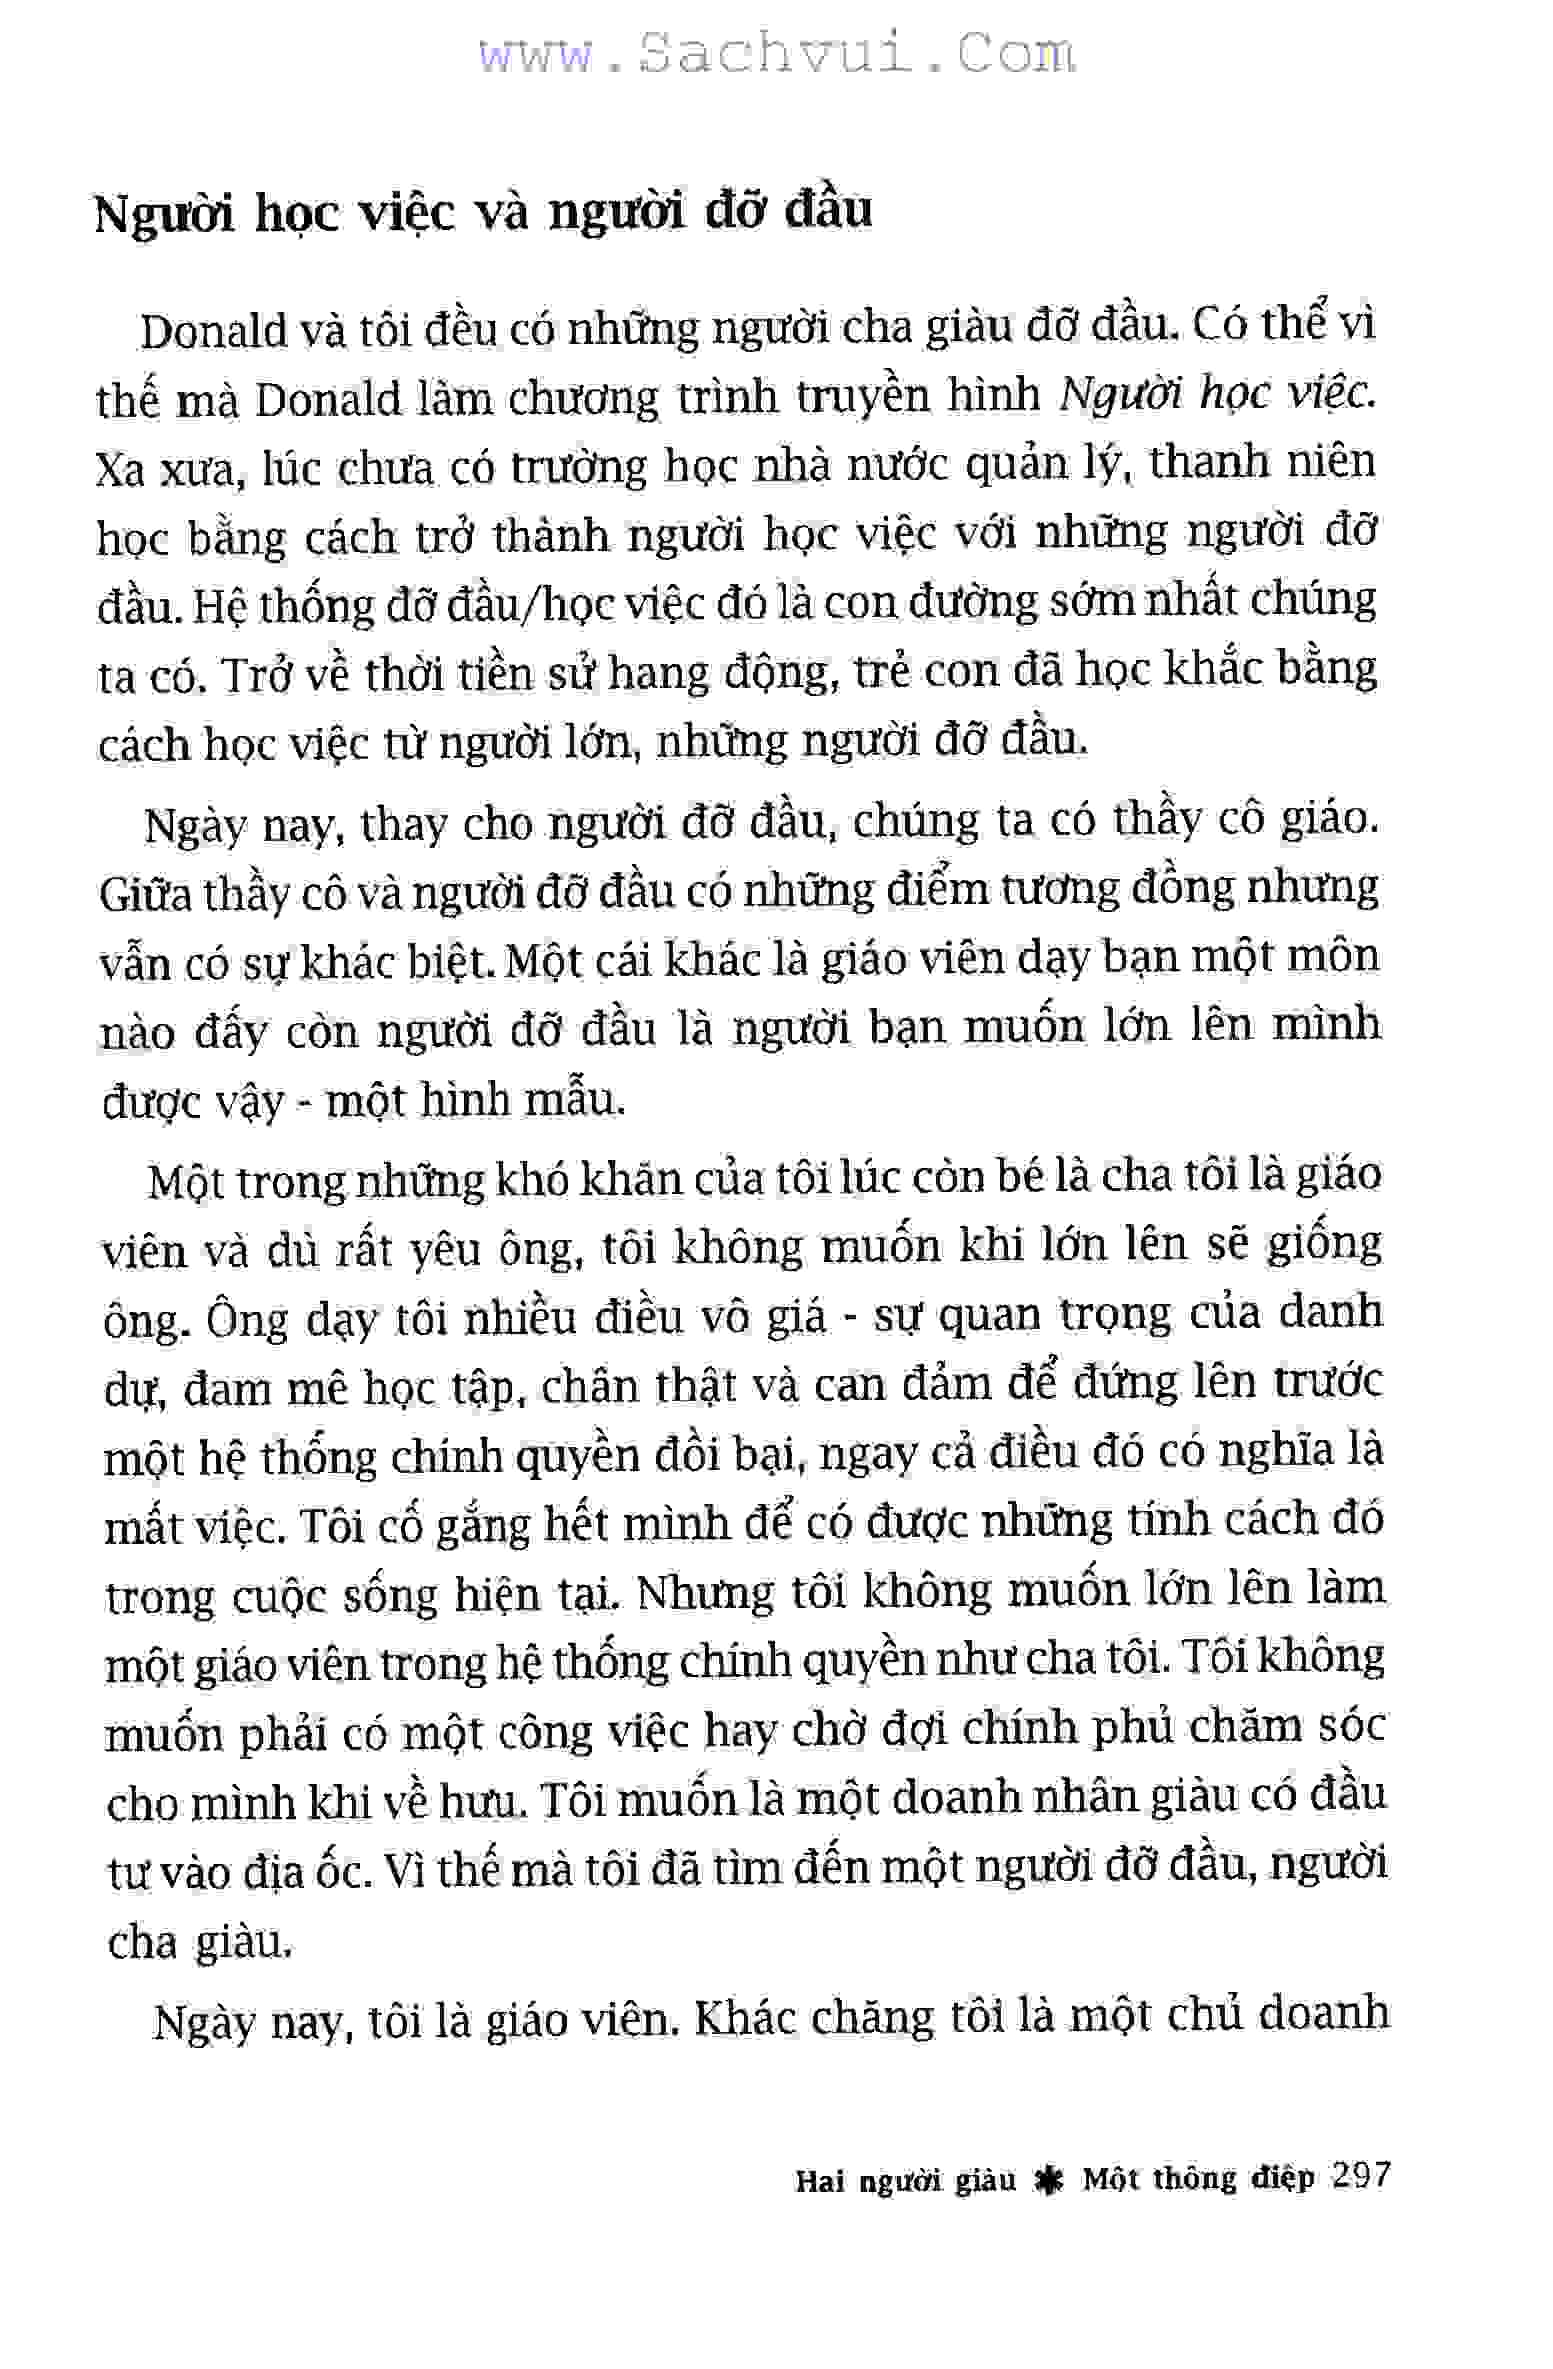 www.Sachvui.Com
Người học việc và người đỡ đầu
Donald và tôi đều có những người cha giàu đỡ đầu. Có thể vì
thế mà Donald làm chương trình truyền hình Người học việc.
Xa xưa, lúc chưa có trường học nhà nước quản lý, thanh niên
học bằng cách trở thành người học việc với những người đỡ
đầu. Hệ thống đỡ đầu/học việc đó là con đường sớm nhất chúng
ta có. Trở về thời tiền sử hang động, trẻ con đã học khắc bằng
cách học việc từ người lớn, những người đỡ đầu.
Ngày nay, thay cho người đỡ đầu, chúng ta có thầy cô giáo.
Giữa thầy cô và người đỡ đầu có những điểm tương đồng nhưng
vẫn có sự khác biệt. Một cái khác là giáo viên dạy bạn một môn
nào đấy còn người đỡ đầu là người bạn muốn lớn lên mình
được vậy - một hình mẫu.
Một trong những khó khăn của tôi lúc còn bé là cha tôi là giáo
viên và dù rất yêu ông, tôi không muốn khi lớn lên sẽ giống
ông. Ông dạy tôi nhiều điều vô giá - sự quan trọng của danh
dự, đam mê học tập, chân thật và can đảm để đứng lên trước
một hệ thống chính quyền đồi bại, ngay cả điều đó có nghĩa là
mất việc. Tôi cố gắng hết mình để có được những tính cách đó
trong cuộc sống hiện tại. Nhưng tôi không muốn lớn lên làm
một giáo viên trong hệ thống chính quyền như cha tôi. Tôi không
muốn phải có một công việc hay chờ đợi chính phủ chăm sóc
cho mình khi về hưu. Tôi muốn là một doanh nhân giàu có đầu
tư vào địa ốc. Vì thế mà tôi đã tìm đến một người đỡ đầu, người
cha giàu.
Ngày nay, tôi là giáo viên. Khác chăng tôi là một chủ doanh
Hai người giàu ✱ Một thông điệp 297